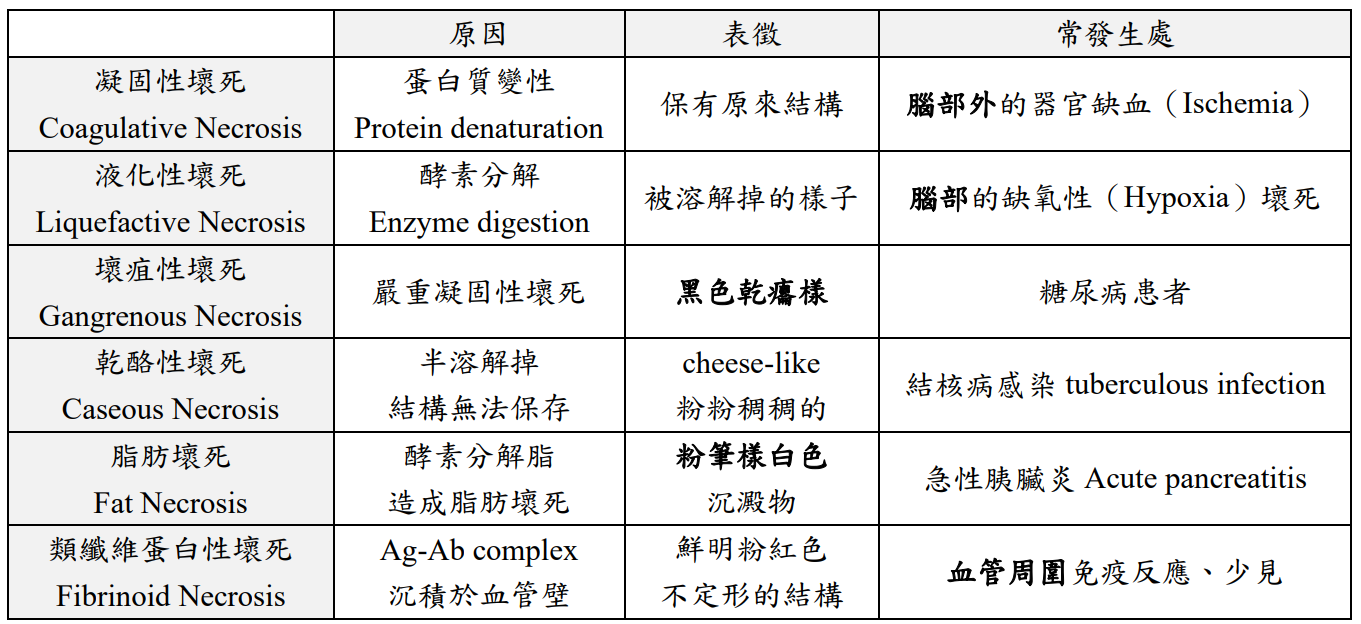 原因 表徵 常發生處
凝固性壞死 蛋白質變性 保有原來結構 腦部外的器官缺血（Ischemia）
Coagulative Necrosis Protein denaturation
液化性壞死 酵素分解 被溶解掉的樣子 腦部的缺氧性（Hypoxia）壞死
Liquefactive Necrosis Enzyme digestion
壞疽性壞死 嚴重凝固性壞死 黑色乾癟樣 糖尿病患者
Gangrenous Necrosis
乾酪性壞死 半溶解掉 cheese-like 結核病感染 tuberculous infection
Caseous Necrosis 結構無法保存 粉粉稠稠的
脂肪壞死 酵素分解脂 粉筆樣白色 急性胰臟炎 Acute pancreatitis
Fat Necrosis 造成脂肪壞死 沉澱物
類纖維蛋白性壞死 Ag-Ab complex 鮮明粉紅色 血管周圍免疫反應、少見
Fibrinoid Necrosis 沉積於血管壁 不定形的結構